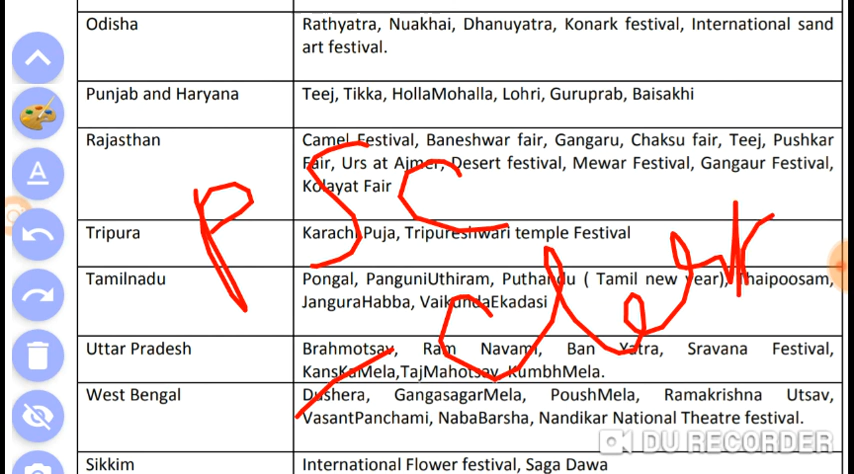 Odisha
Rathyatra, Nuakhai, Dhanuyatra, Konark festival, International sand
art festival.
Punjab and Haryana
Teej, Tikka, HollaMohalla, Lohri, Guruprab, Baisakhi
Rajasthan
Camel Festival, Baneshwar fair, Gangaru, Chaksu fair, Teej, Pushkar
Fair, Urs at Ajmer, Desert festival, Mewar Festival, Gangaur Festival,
Kolayat Fair
Tripura
Karachi Puja, Tripureshwari temple Festival
Tamilnadu
Pongal, PanguniUthiram, Puthandu ( Tamil new year), Thaipoosam,
JanguraHabba, VaikundaEkadasi
Uttar Pradesh
Brahmotsav, Ram Navami, Ban Yatra, Sravana Festival,
KansKaMela,TajMahotsav, KumbhMela.
West Bengal
Dushera, GangasagarMela, PoushMela, Ramakrishna Utsav,
VasantPanchami, NabaBarsha, Nandikar National Theatre festival.
Sikkim
International Flower festival, Saga Dawa
PSC
-Clerk
A
DU RECORDER